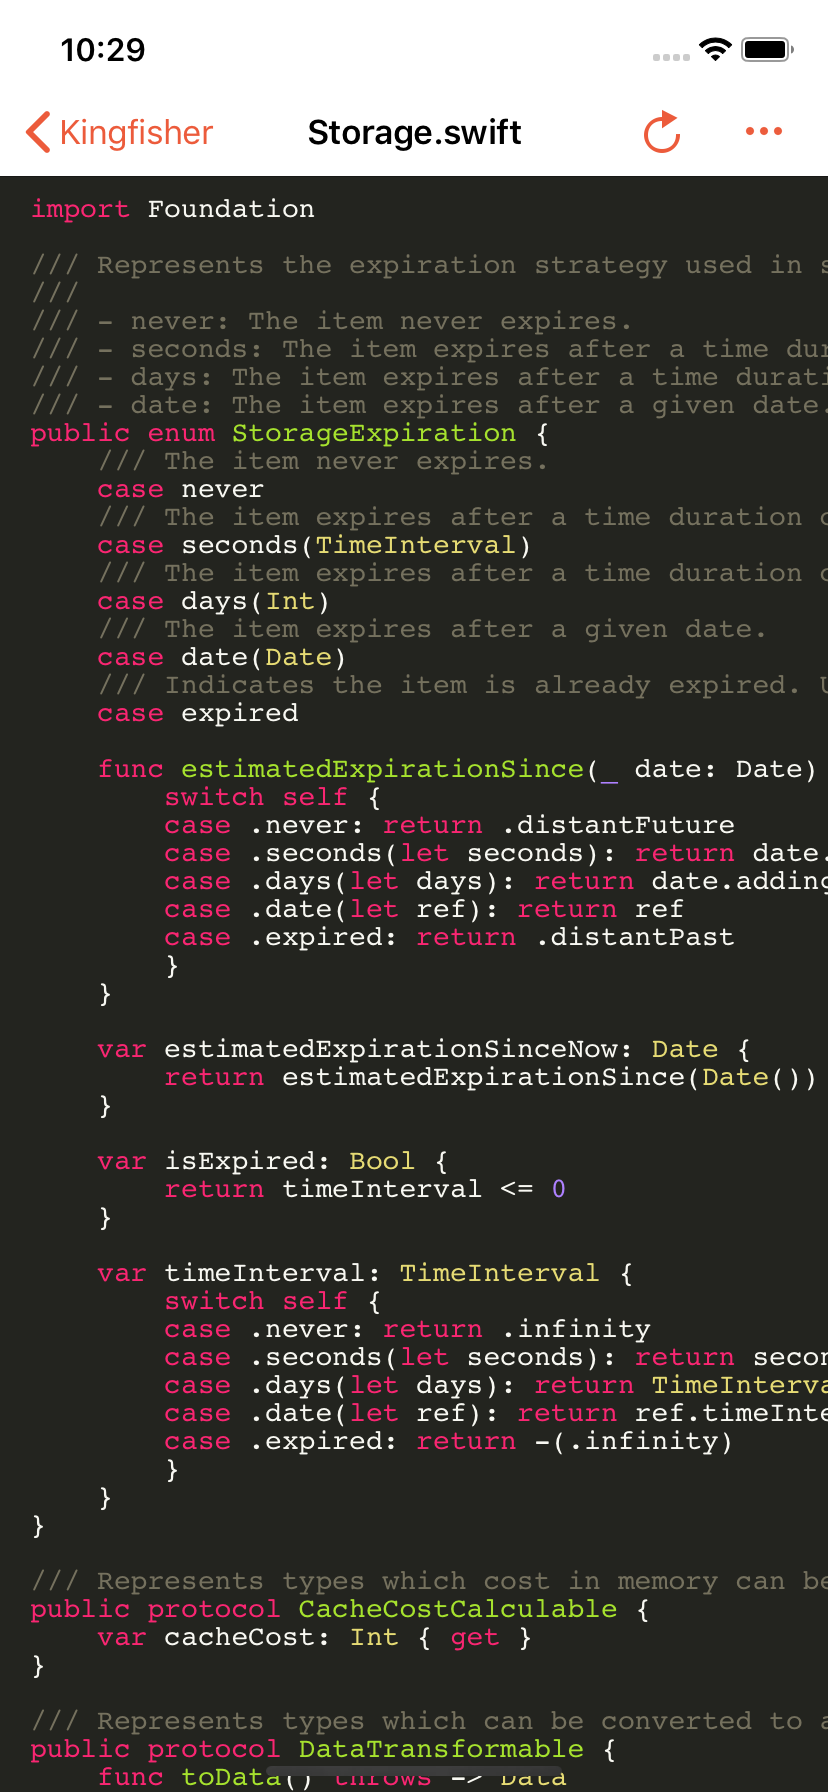 10:29
Kingfisher
Storage.swift
import Foundation
/// Represents the expiration strategy used in
///
/// - never: The item never expires.
/// - seconds: The item expires after a time
/// - days: The item expires after a time
/// - date: The item expires after a given date.
public enum StorageExpiration {
    /// The item never expires.
    case never
    /// The item expires after a time duration
    case seconds(TimeInterval)
    /// The item expires after a time duration
    case days(Int)
    /// The item expires after a given date.
    case date(Date)
    /// Indicates the item is already expired.
    case expired
    func estimatedExpirationSince(_ date: Date)
        switch self {
        case .never: return .distantFuture
        case .seconds(let seconds): return date.
        case .days(let days): return date.adding
        case .date(let ref): return ref
        case .expired: return .distantPast
        }
    }
    var estimatedExpirationSinceNow: Date {
        return estimatedExpirationSince(Date())
    }
    var isExpired: Bool {
        return timeInterval <= 0
    }
    var timeInterval: TimeInterval {
        switch self {
        case .never: return .infinity
        case .seconds(let seconds): return
        case .days(let days): return
        case .date(let ref): return
        case .expired: return -(.infinity)
        }
    }
}
/// Represents types which cost in memory can be
public protocol CacheCostCalculable {
    var cacheCost: Int { get }
}
/// Represents types which can be converted to
public protocol DataTransformable {
    func toData() throws -> Data